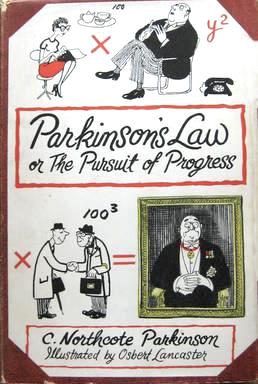 100
×
y²
Parkinson's Law
or The Pursuit of Progress
100³
× =
C. Northcote Parkinson
Illustrated by Osbert Lancaster